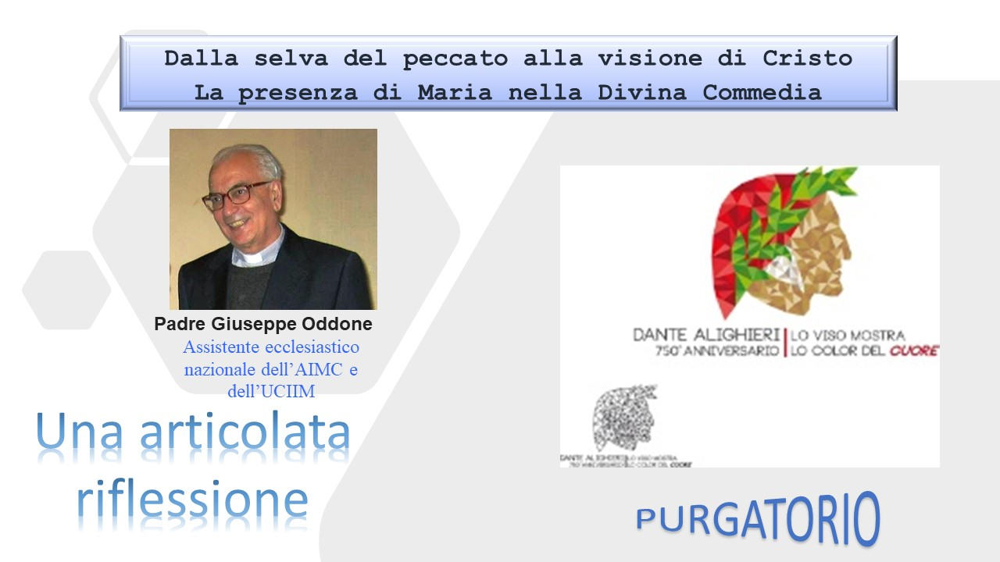 Dalla selva del peccato alla visione di Cristo
La presenza di Maria nella Divina Commedia
Padre Giuseppe Oddone
Assistente ecclesiastico
nazionale dell’AIMC e
dell’UCIIM
Una articolata
riflessione
DANTE ALIGHIERI LO VISO MOSTRA
750° ANNIVERSARIO LO COLOR DEL CUORE
DANTE ALIGHIERI LO VISO MOSTRA
750° ANNIVERSARIO LO COLOR DEL CUORE
PURGATORIO